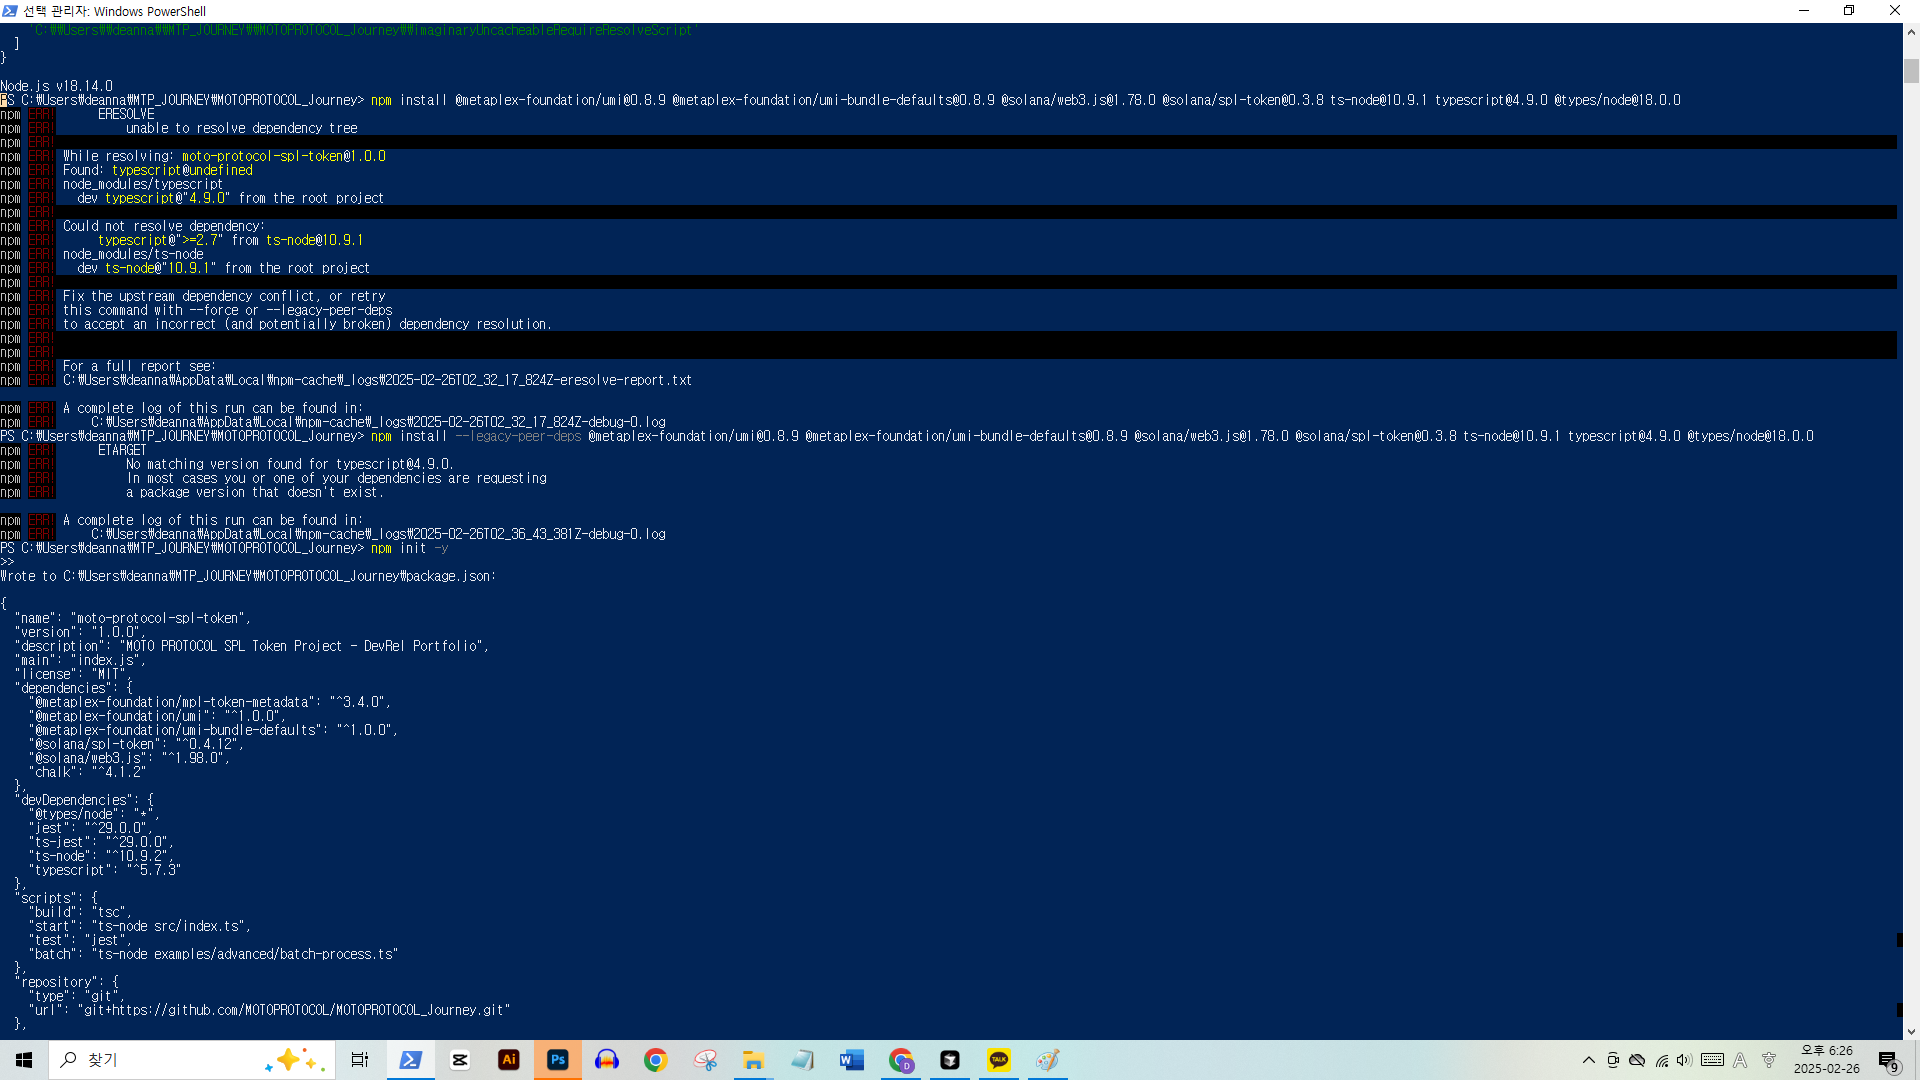 선택 관리자: Windows PowerShell
'C:₩₩Users₩₩deanna₩₩MTP_JOURNEY₩₩MOTOPROTOCOL_Journey₩₩imaginaryUncacheableRequireResolveScript'
]
}
Node.js v18.14.0
PS C:₩Users₩deanna₩MTP_JOURNEY₩MOTOPROTOCOL_Journey> npm install @metaplex-foundation/umi@0.8.9 @metaplex-foundation/umi-bundle-defaults@0.8.9 @solana/web3.js@1.78.0 @solana/spl-token@0.3.8 ts-node@10.9.1 typescript@4.9.0 @types/node@18.0.0
npm ERR! ERESOLVE
npm ERR! unable to resolve dependency tree
npm ERR!
npm ERR! While resolving: moto-protocol-spl-token@1.0.0
npm ERR! Found: typescript@undefined
npm ERR! node_modules/typescript
npm ERR! dev typescript@"4.9.0" from the root project
npm ERR!
npm ERR! Could not resolve dependency:
npm ERR! typescript@">=2.7" from ts-node@10.9.1
npm ERR! node_modules/ts-node
npm ERR! dev ts-node@"10.9.1" from the root project
npm ERR!
npm ERR! Fix the upstream dependency conflict, or retry
npm ERR! this command with --force or --legacy-peer-deps
npm ERR! to accept an incorrect (and potentially broken) dependency resolution.
npm ERR!
npm ERR!
npm ERR! For a full report see:
npm ERR! C:₩Users₩deanna₩AppData₩Local₩npm-cache₩_logs₩2025-02-26T02_32_17_824Z-eresolve-report.txt
npm ERR! A complete log of this run can be found in:
npm ERR! C:₩Users₩deanna₩AppData₩Local₩npm-cache₩_logs₩2025-02-26T02_32_17_824Z-debug-0.log
PS C:₩Users₩deanna₩MTP_JOURNEY₩MOTOPROTOCOL_Journey> npm install --legacy-peer-deps @metaplex-foundation/umi@0.8.9 @metaplex-foundation/umi-bundle-defaults@0.8.9 @solana/web3.js@1.78.0 @solana/spl-token@0.3.8 ts-node@10.9.1 typescript@4.9.0 @types/node@18.0.0
npm ERR! ETARGET
npm ERR! No matching version found for typescript@4.9.0.
npm ERR! In most cases you or one of your dependencies are requesting
npm ERR! a package version that doesn't exist.
npm ERR! A complete log of this run can be found in:
npm ERR! C:₩Users₩deanna₩AppData₩Local₩npm-cache₩_logs₩2025-02-26T02_36_43_381Z-debug-0.log
PS C:₩Users₩deanna₩MTP_JOURNEY₩MOTOPROTOCOL_Journey> npm init -y
>>
Wrote to C:₩Users₩deanna₩MTP_JOURNEY₩MOTOPROTOCOL_Journey₩package.json:
{
"name": "moto-protocol-spl-token",
"version": "1.0.0",
"description": "MOTO PROTOCOL SPL Token Project - DevRel Portfolio",
"main": "index.js",
"license": "MIT",
"dependencies": {
"@metaplex-foundation/mpl-token-metadata": "^3.4.0",
"@metaplex-foundation/umi": "^1.0.0",
"@metaplex-foundation/umi-bundle-defaults": "^1.0.0",
"@solana/spl-token": "^0.4.12",
"@solana/web3.js": "^1.98.0",
"chalk": "^4.1.2"
},
"devDependencies": {
"@types/node": "*",
"jest": "^29.0.0",
"ts-jest": "^29.0.0",
"ts-node": "^10.9.2",
"typescript": "^5.7.3"
},
"scripts": {
"build": "tsc",
"start": "ts-node src/index.ts",
"test": "jest",
"batch": "ts-node examples/advanced/batch-process.ts"
},
"repository": {
"type": "git",
"url": "git+https://github.com/MOTOPROTOCOL/MOTOPROTOCOL_Journey.git"
},
찾기
Ai
Ps
D
TALK
A
오후 6:26
2025-02-26
9